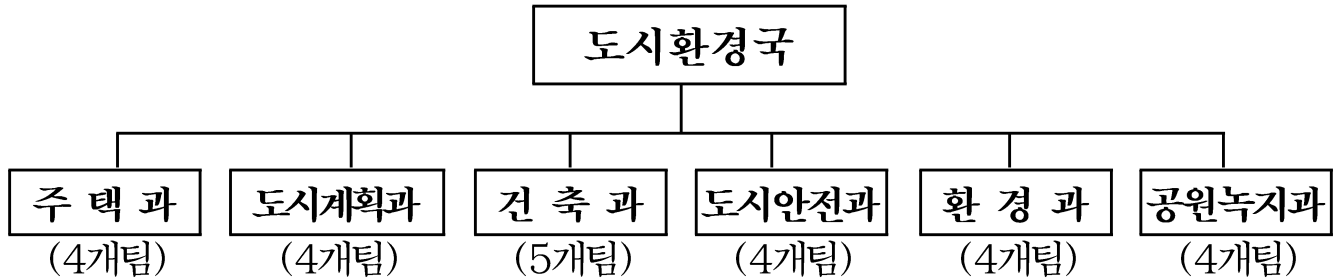 도시환경국
주 택 과 도시계획과 건 축 과 도시안전과 환 경 과 공원녹지과
(4개팀) (4개팀) (5개팀) (4개팀) (4개팀) (4개팀)